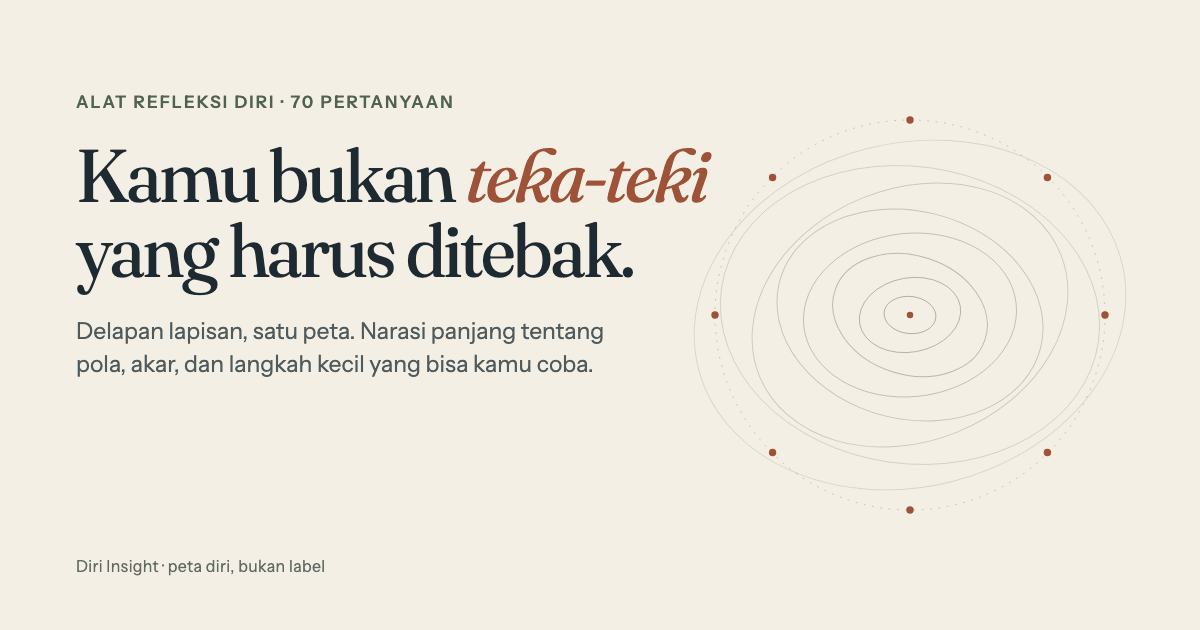 ALAT REFLEKSI DIRI · 70 PERTANYAAN
Kamu bukan teka-teki
yang harus ditebak.
Delapan lapisan, satu peta. Narasi panjang tentang
pola, akar, dan langkah kecil yang bisa kamu coba.
Diri Insight · peta diri, bukan label